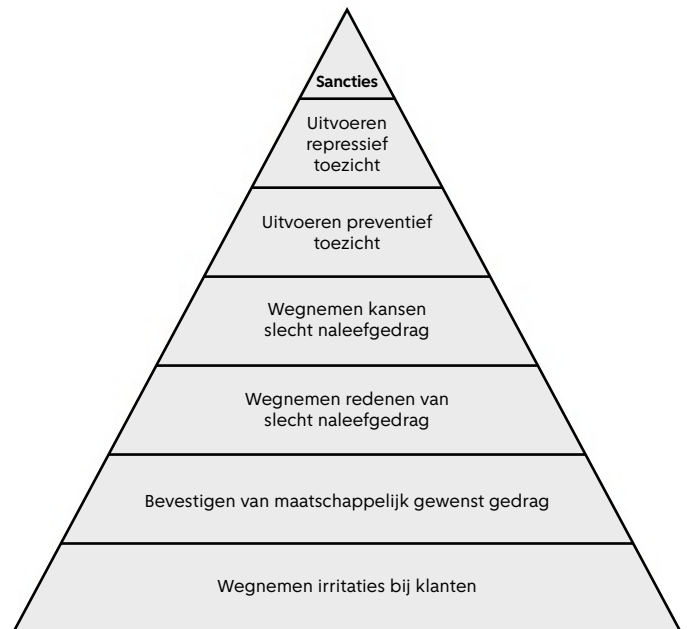 Sancties
Uitvoeren
repressief
toezicht
Uitvoeren preventief
toezicht
Wegnemen kansen
slecht naleefgedrag
Wegnemen redenen van
slecht naleefgedrag
Bevestigen van maatschappelijk gewenst gedrag
Wegnemen irritaties bij klanten